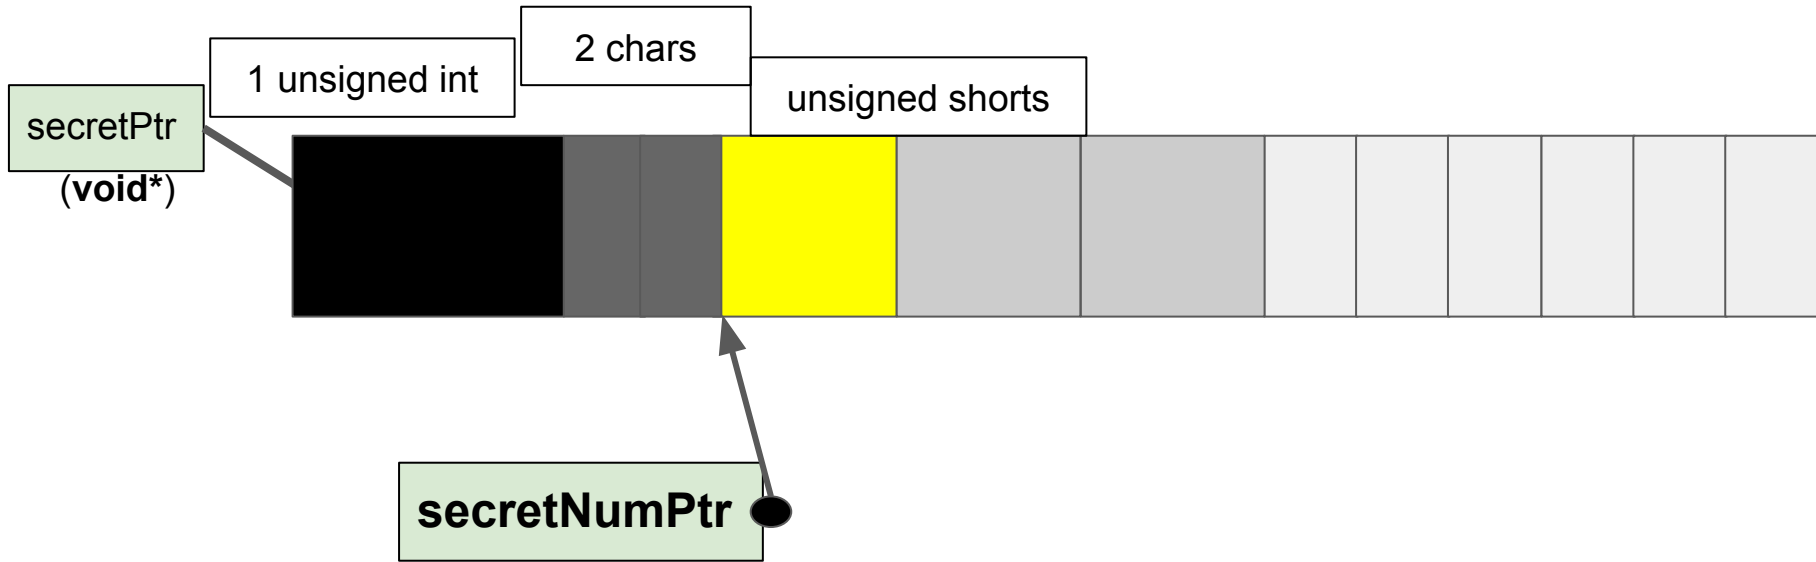 2 chars
1 unsigned int
unsigned shorts
secretPtr
(void*)
secretNumPtr